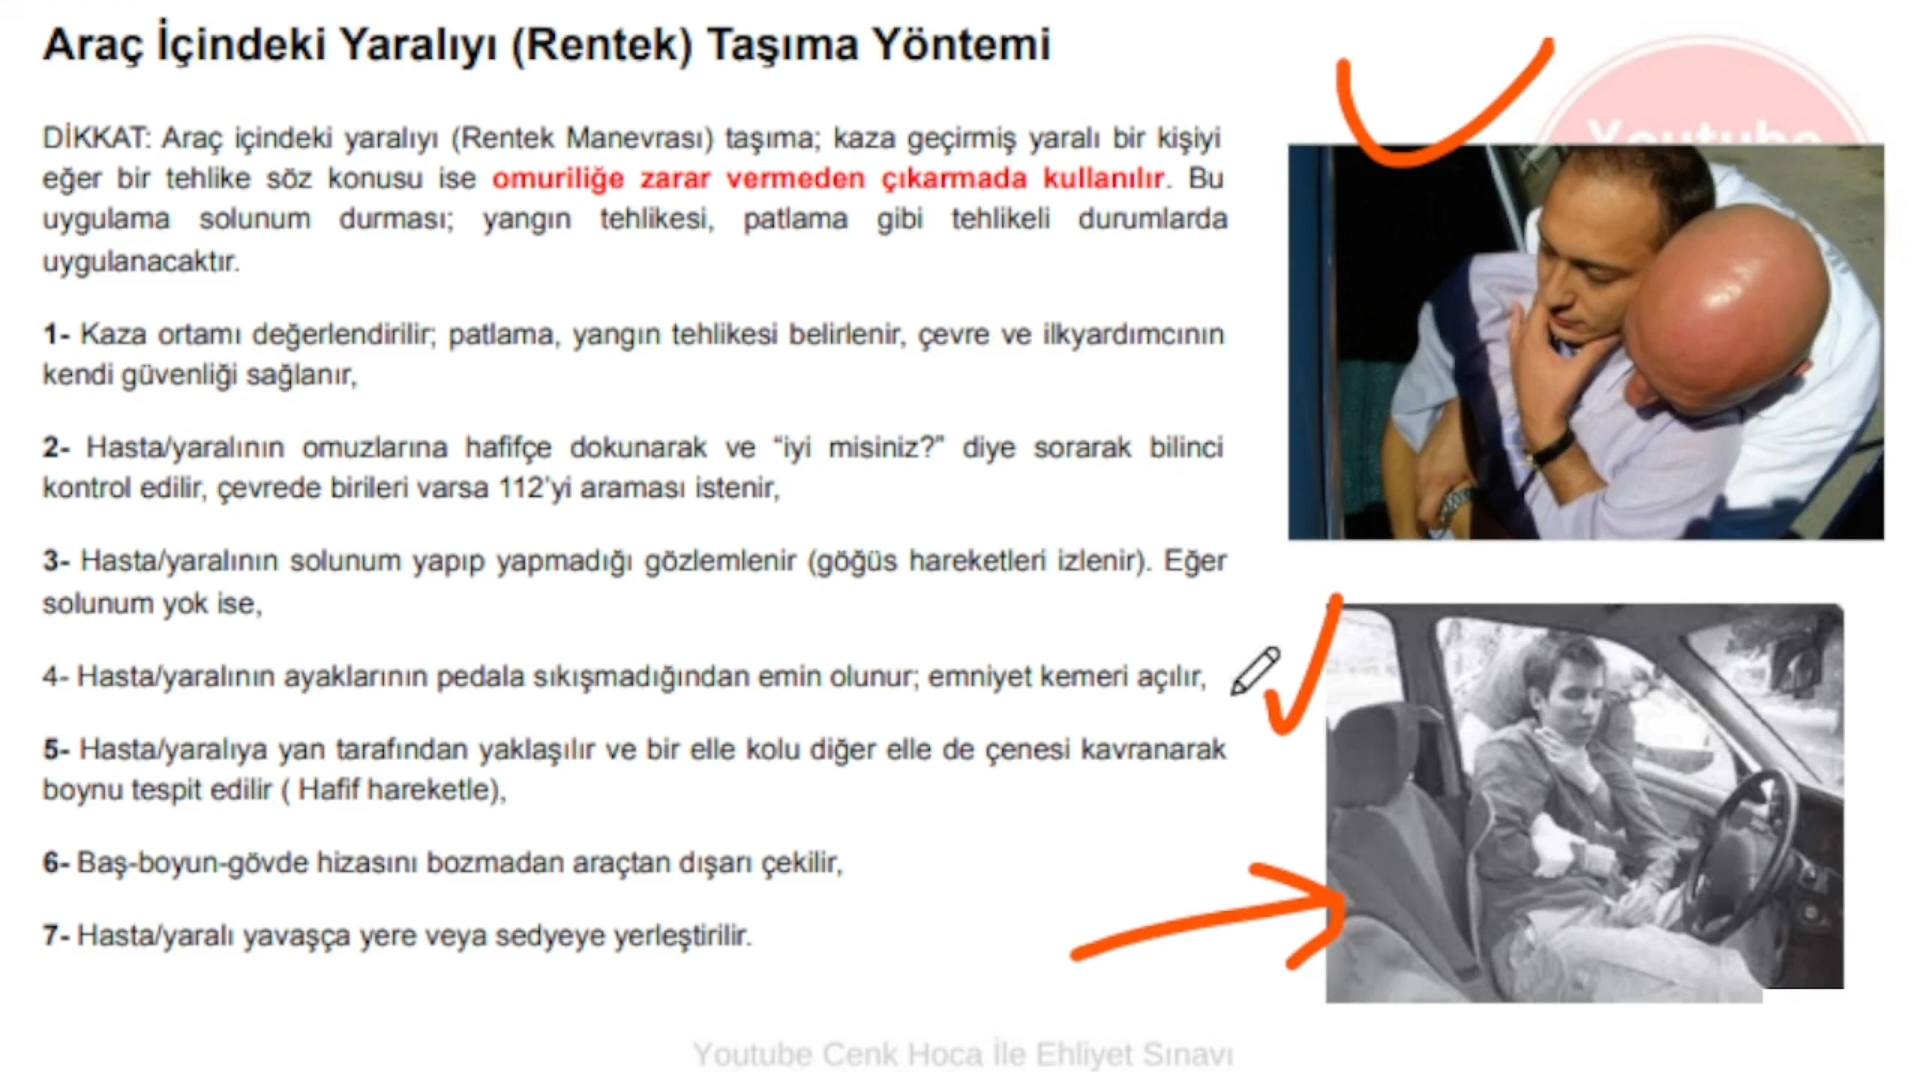 Araç İçindeki Yaralıyı (Rentek) Taşıma Yöntemi
Youtube
DİKKAT: Araç içindeki yaralıyı (Rentek Manevrası) taşıma; kaza geçirmiş yaralı bir kişiyi
eğer bir tehlike söz konusu ise omuriliğe zarar vermeden çıkarmada kullanılır. Bu
uygulama solunum durması; yangın tehlikesi, patlama gibi tehlikeli durumlarda
uygulanacaktır.
1- Kaza ortamı değerlendirilir; patlama, yangın tehlikesi belirlenir, çevre ve ilkyardımcının
kendi güvenliği sağlanır,
2- Hasta/yaralının omuzlarına hafifçe dokunarak ve “iyi misiniz?” diye sorarak bilinci
kontrol edilir, çevrede birileri varsa 112’yi araması istenir,
3- Hasta/yaralının solunum yapıp yapmadığı gözlemlenir (göğüs hareketleri izlenir). Eğer
solunum yok ise,
4- Hasta/yaralının ayaklarının pedala sıkışmadığından emin olunur; emniyet kemeri açılır,
5- Hasta/yaralıya yan tarafından yaklaşılır ve bir elle kolu diğer elle de çenesi kavranarak
boynu tespit edilir ( Hafif hareketle),
6- Baş-boyun-gövde hizasını bozmadan araçtan dışarı çekilir,
7- Hasta/yaralı yavaşça yere veya sedyeye yerleştirilir.
Youtube Cenk Hoca İle Ehliyet Sınavı